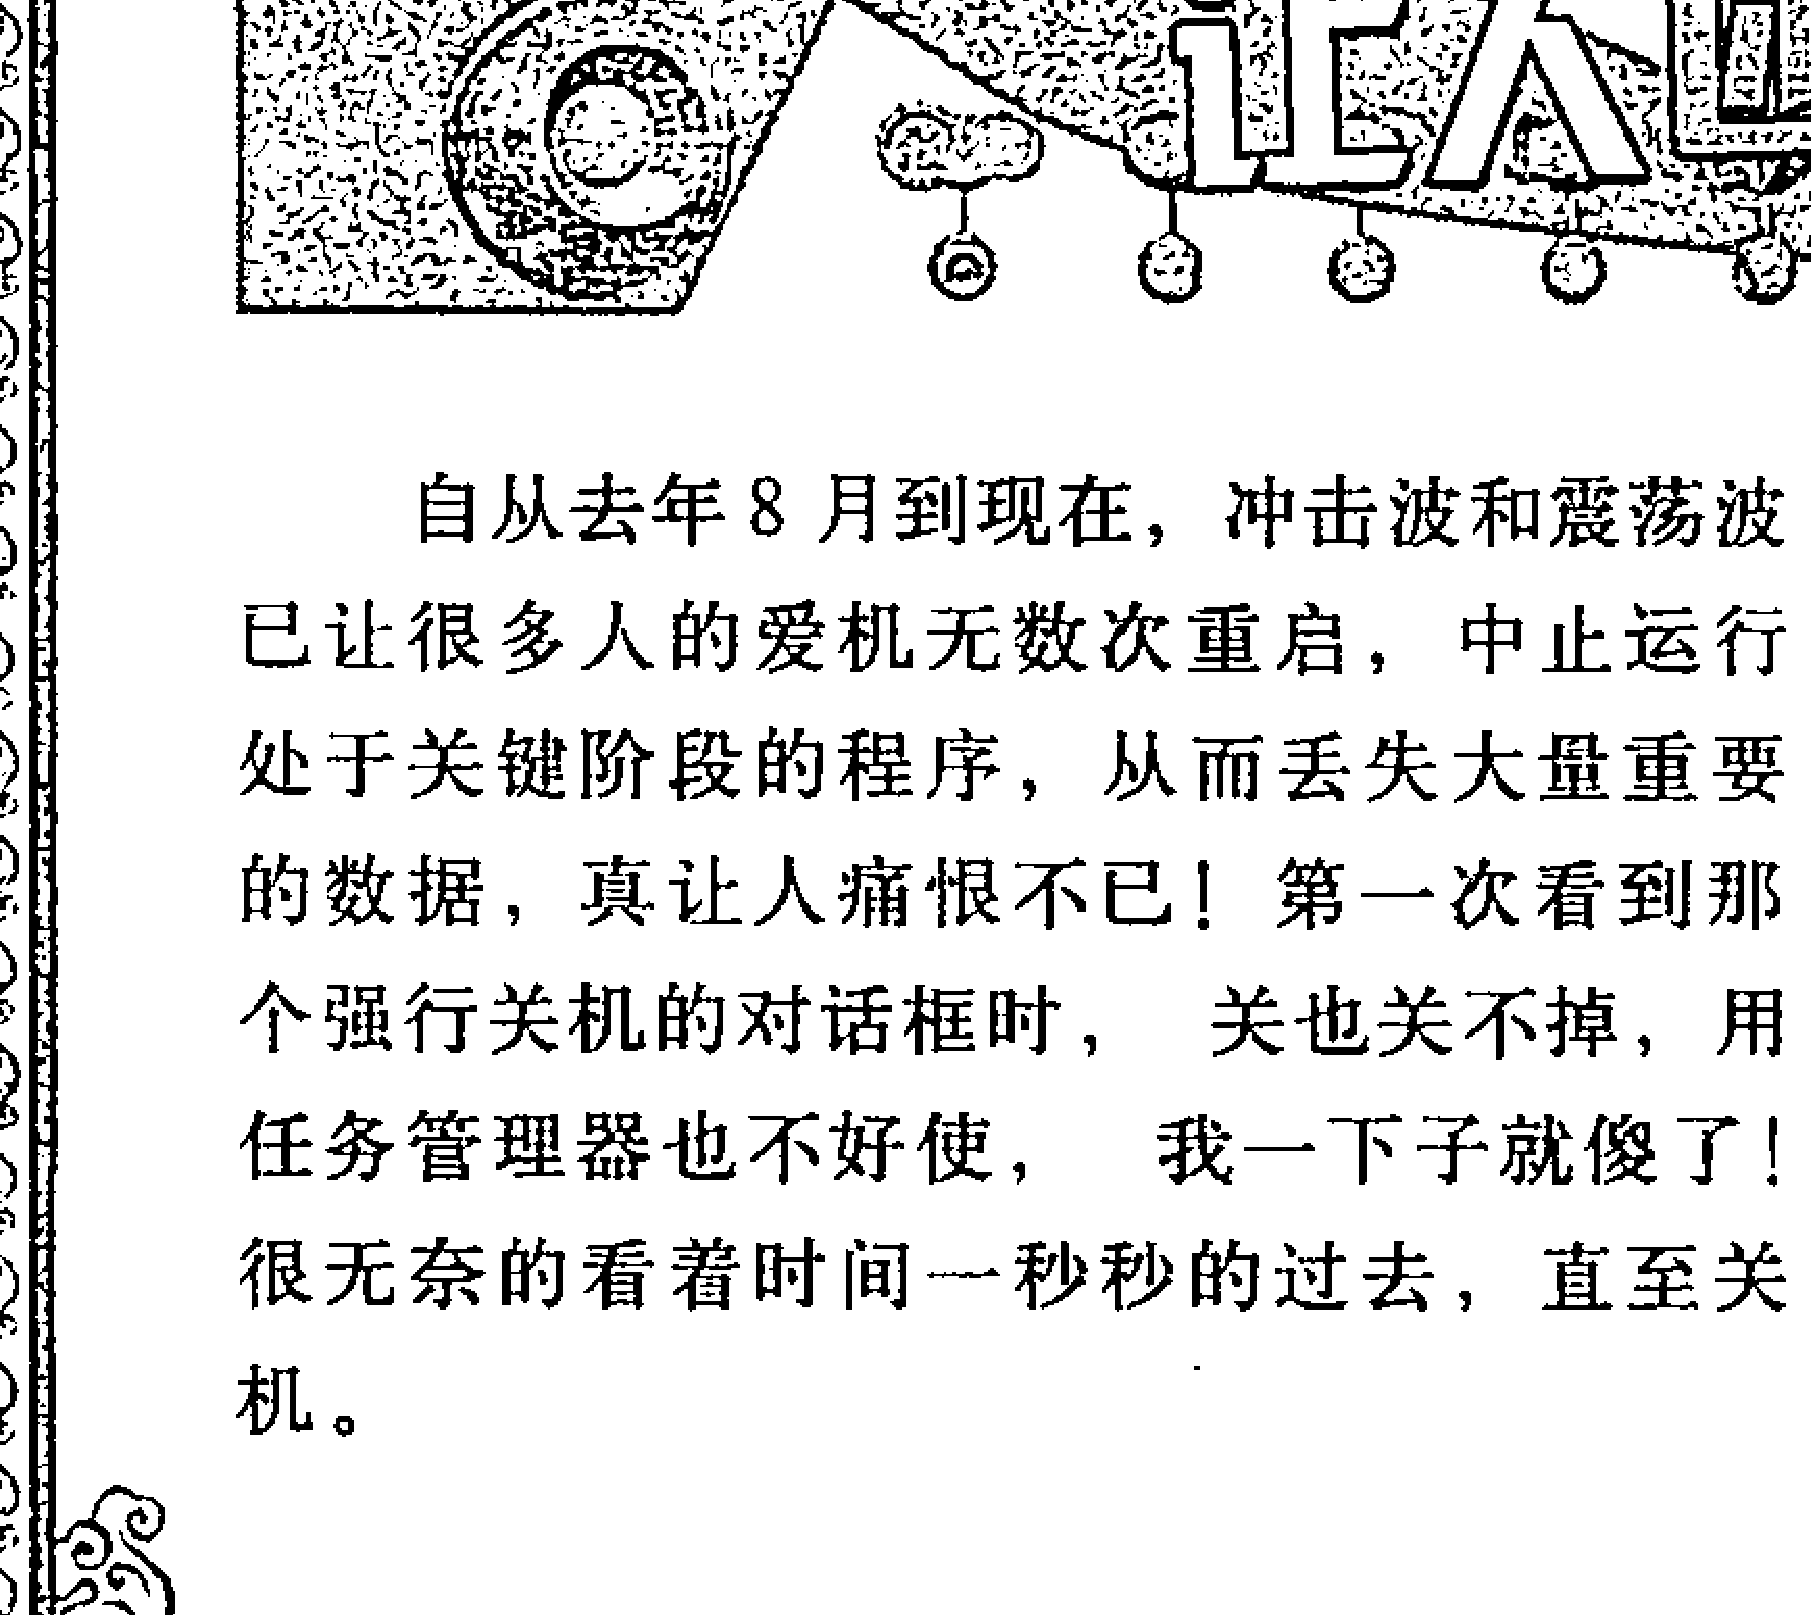 让人
自从去年8月到现在，冲击波和震荡波
已让很多人的爱机无数次重启，中止运行
处于关键阶段的程序，从而丢失大量重要
的数据，真让人痛恨不已！第一次看到那
个强行关机的对话框时，关也关不掉，用
任务管理器也不好使，我一下子就傻了！
很无奈的看着时间一秒秒的过去，直至关
机。